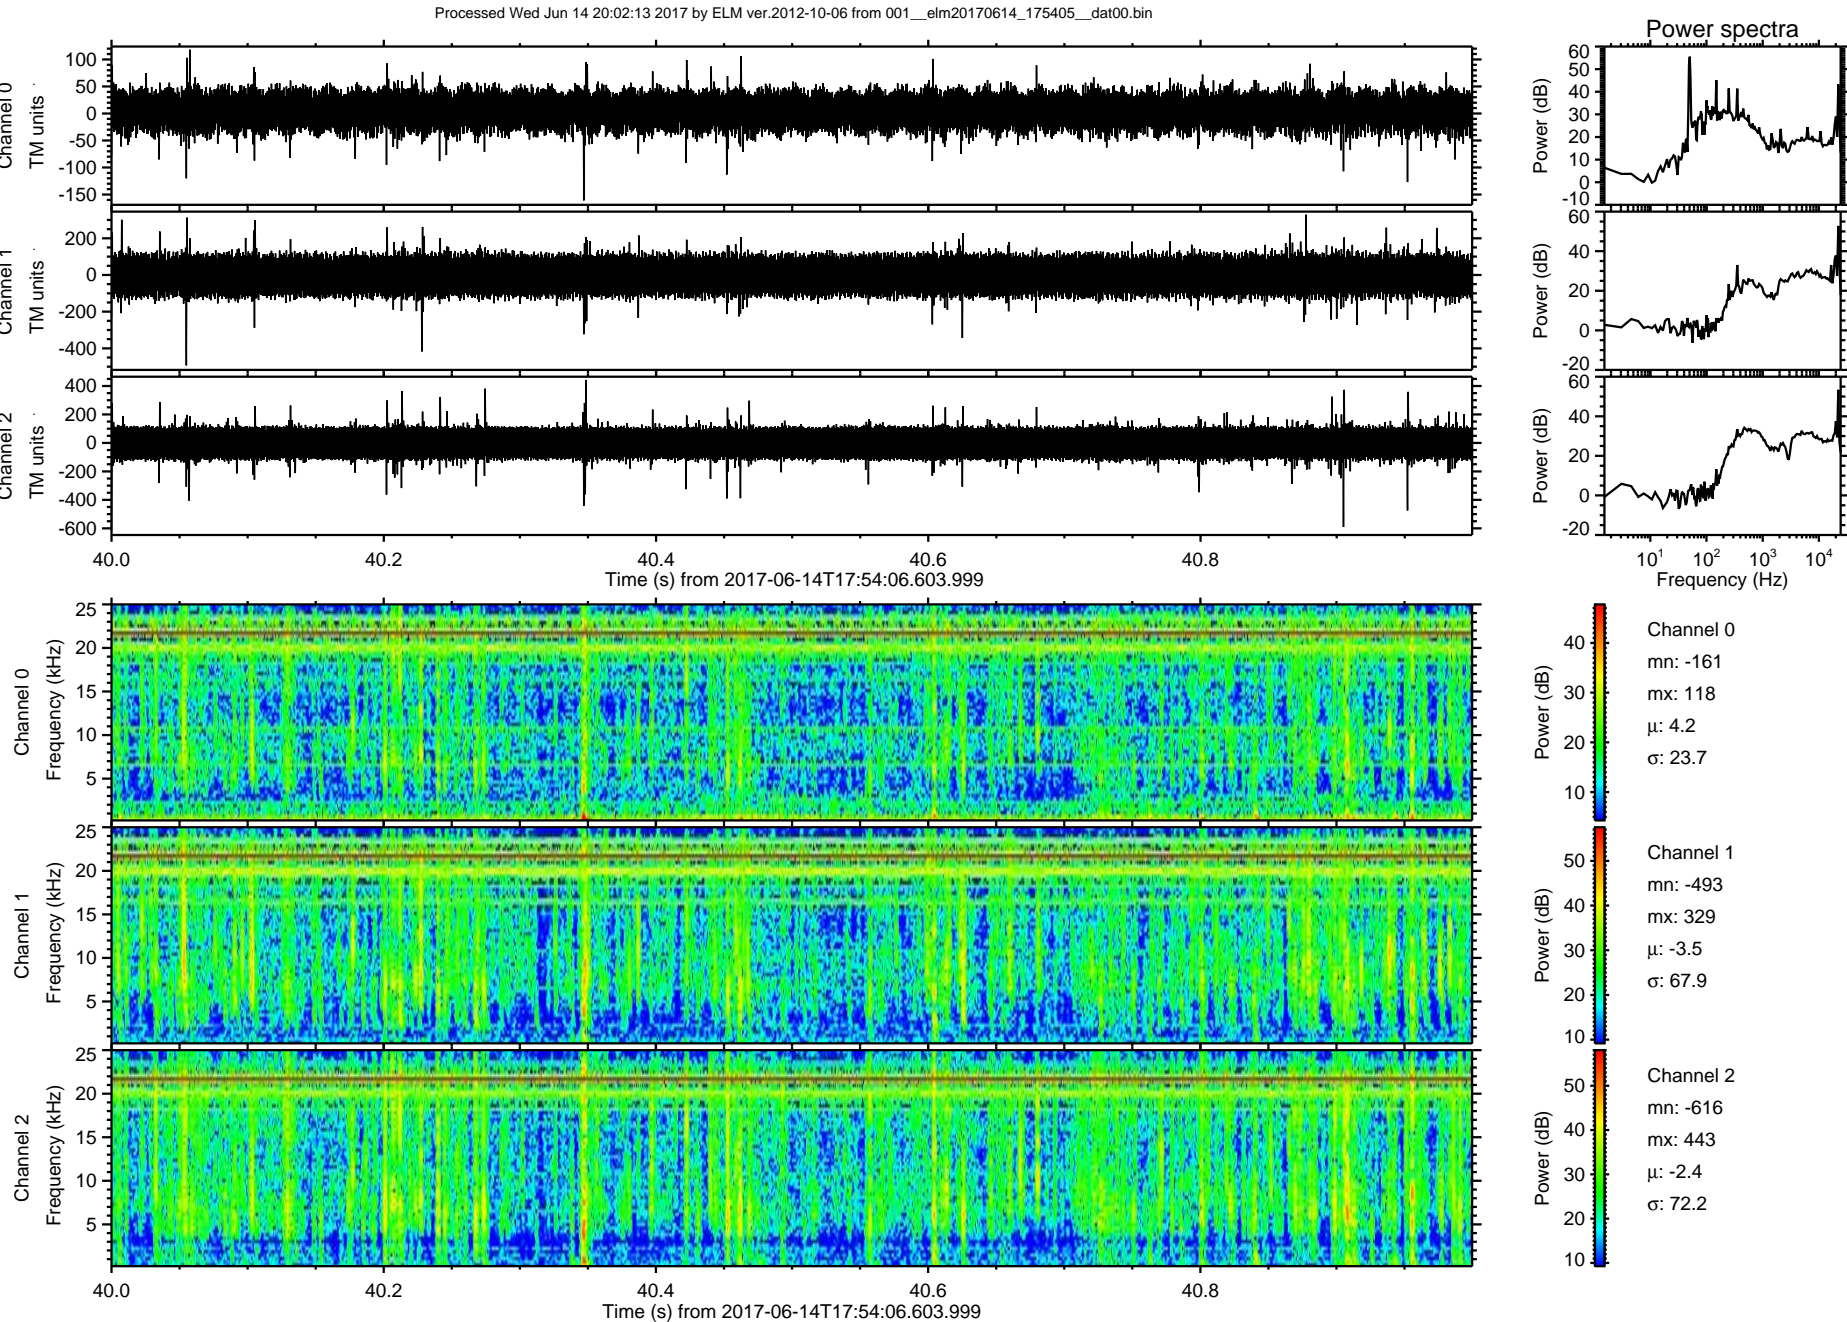 Processed Wed Jun 14 20:02:13 2017 by ELM ver.2012-10-06 from 001__elm20170614_175405__dat00.bin
Power spectra
Channel 0
TM units
100
50
0
-50
-100
-150
Power (dB)
60
50
40
30
20
10
0
-10
Channel 1
TM units
200
0
-200
-400
Power (dB)
60
40
20
0
-20
Channel 2
TM units
400
200
0
-200
-400
-600
Power (dB)
60
40
20
0
-20
40.0 40.2 40.4 40.6 40.8
Time (s) from 2017-06-14T17:54:06.603.999
10^1 10^2 10^3 10^4
Frequency (Hz)
Channel 0
Frequency (kHz)
25
20
15
10
5
Power (dB)
40
30
20
10
Channel 0
mn: -161
mx: 118
μ: 4.2
σ: 23.7
Channel 1
Frequency (kHz)
25
20
15
10
5
Power (dB)
50
40
30
20
10
Channel 1
mn: -493
mx: 329
μ: -3.5
σ: 67.9
Channel 2
Frequency (kHz)
25
20
15
10
5
Power (dB)
50
40
30
20
10
Channel 2
mn: -616
mx: 443
μ: -2.4
σ: 72.2
40.0 40.2 40.4 40.6 40.8
Time (s) from 2017-06-14T17:54:06.603.999